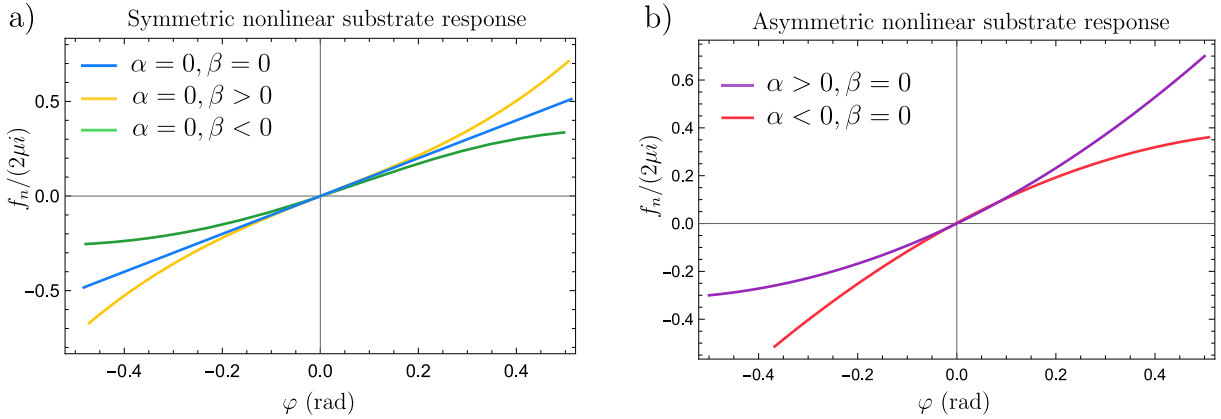 a)
Symmetric nonlinear substrate response
α = 0, β = 0
α = 0, β > 0
α = 0, β < 0
0.5
0.0
−0.5
fₙ/(2μi)
−0.4
−0.2
0.0
0.2
0.4
φ (rad)
b)
Asymmetric nonlinear substrate response
α > 0, β = 0
α < 0, β = 0
0.6
0.4
0.2
0.0
−0.2
−0.4
fₙ/(2μi)
−0.4
−0.2
0.0
0.2
0.4
φ (rad)